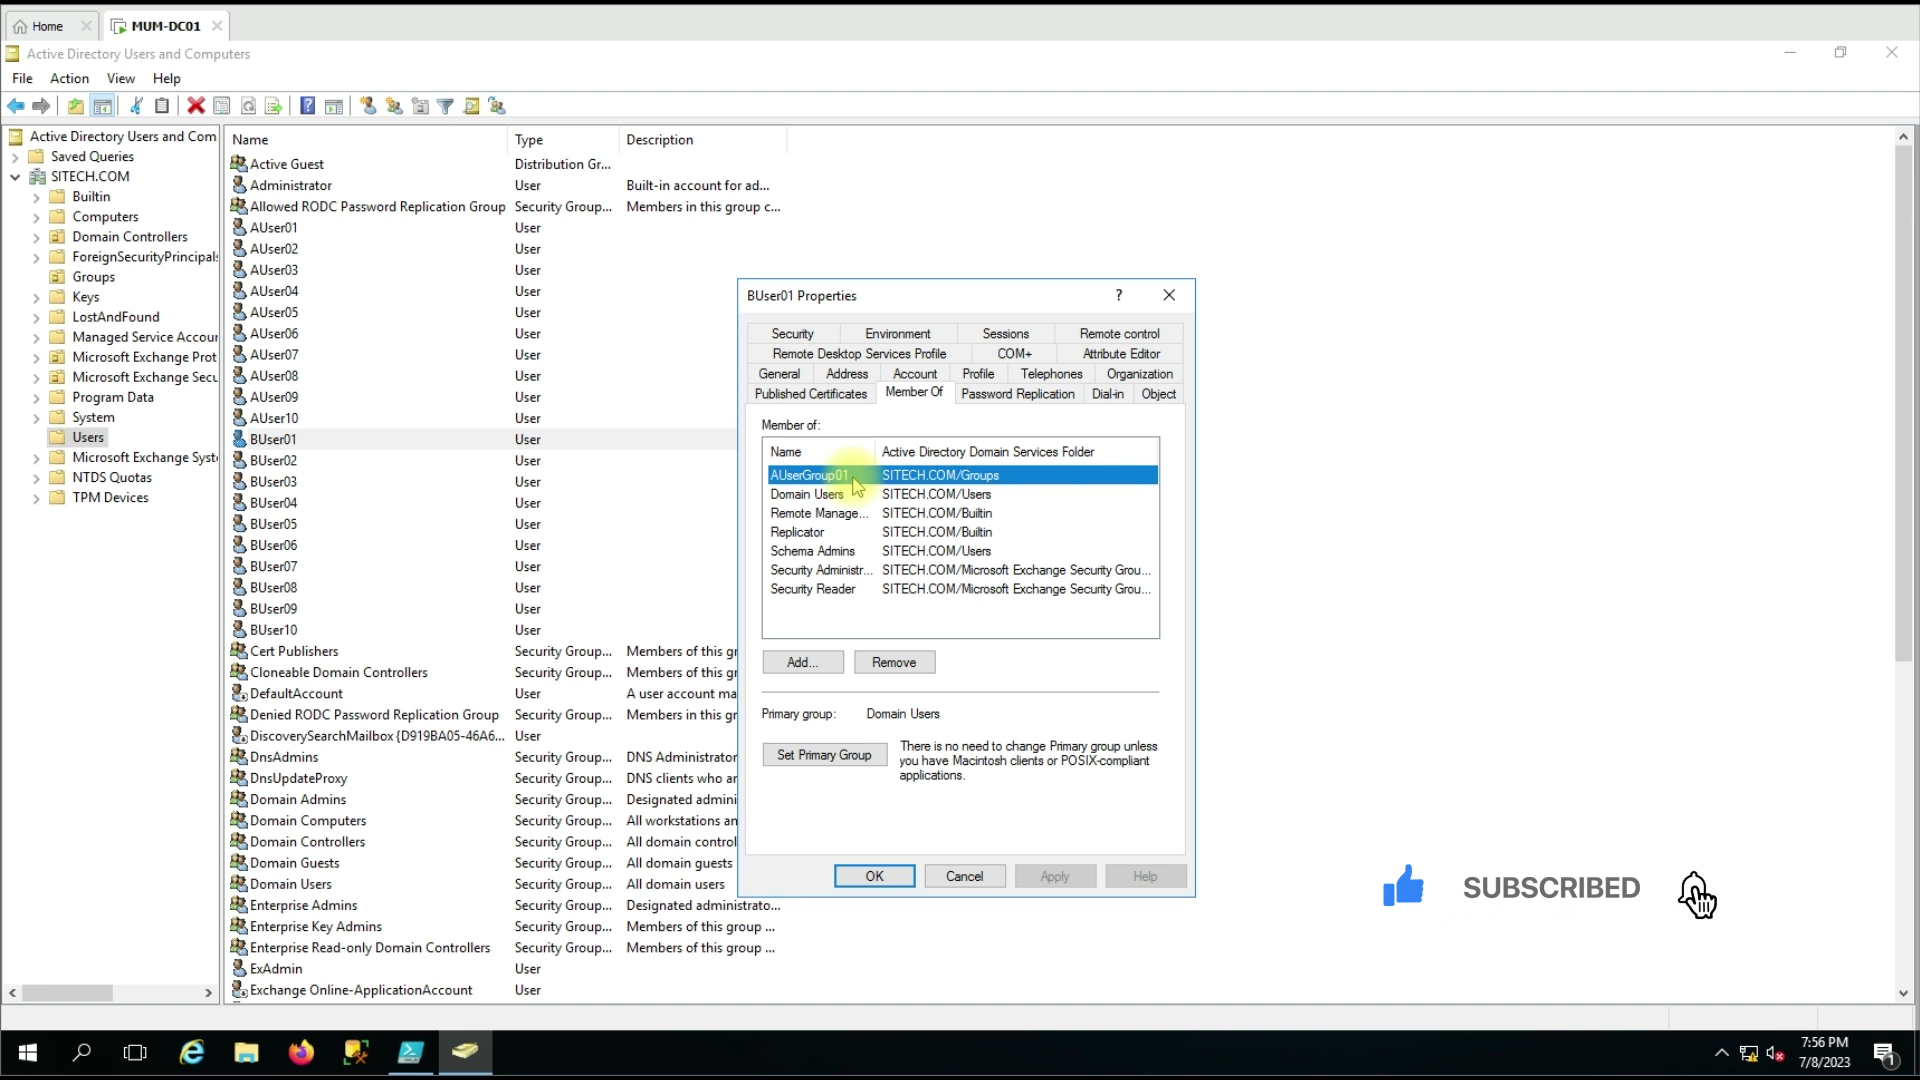 Home
MUM-DC01
Active Directory Users and Computers
File Action View Help
Active Directory Users and Com
Saved Queries
SITECH.COM
Builtin
Computers
Domain Controllers
ForeignSecurityPrincipals
Groups
Keys
LostAndFound
Managed Service Accour
Microsoft Exchange Prot
Microsoft Exchange Secu
Program Data
System
Users
Microsoft Exchange Syste
NTDS Quotas
TPM Devices
Name Type Description
Active Guest Distribution Gr...
Administrator User Built-in account for ad...
Allowed RODC Password Replication Group Security Group... Members in this group c...
AUser01 User
AUser02 User
AUser03 User
AUser04 User
AUser05 User
AUser06 User
AUser07 User
AUser08 User
AUser09 User
AUser10 User
BUser01 User
BUser02 User
BUser03 User
BUser04 User
BUser05 User
BUser06 User
BUser07 User
BUser08 User
BUser09 User
BUser10 User
Cert Publishers Security Group... Members of this gr
Cloneable Domain Controllers Security Group... Members of this gr
DefaultAccount User A user account ma
Denied RODC Password Replication Group Security Group... Members in this gr
DiscoverySearchMailbox {D919BA05-46A6... User
DnsAdmins Security Group... DNS Administrator
DnsUpdateProxy Security Group... DNS clients who ar
Domain Admins Security Group... Designated admini
Domain Computers Security Group... All workstations an
Domain Controllers Security Group... All domain control
Domain Guests Security Group... All domain guests
Domain Users Security Group... All domain users
Enterprise Admins Security Group... Designated administrato...
Enterprise Key Admins Security Group... Members of this group ...
Enterprise Read-only Domain Controllers Security Group... Members of this group ...
ExAdmin User
Exchange Online-ApplicationAccount User
BUser01 Properties ?
Security Environment Sessions Remote control
Remote Desktop Services Profile COM+ Attribute Editor
General Address Account Profile Telephones Organization
Published Certificates Member Of Password Replication Dial-in Object
Member of:
Name Active Directory Domain Services Folder
AUserGroup01 SITECH.COM/Groups
Domain Users SITECH.COM/Users
Remote Manage... SITECH.COM/Builtin
Replicator SITECH.COM/Builtin
Schema Admins SITECH.COM/Users
Security Administr... SITECH.COM/Microsoft Exchange Security Grou...
Security Reader SITECH.COM/Microsoft Exchange Security Grou...
Add... Remove
Primary group: Domain Users
Set Primary Group
There is no need to change Primary group unless
you have Macintosh clients or POSIX-compliant
applications.
OK Cancel Apply Help
SUBSCRIBED
7:56 PM
7/8/2023
1